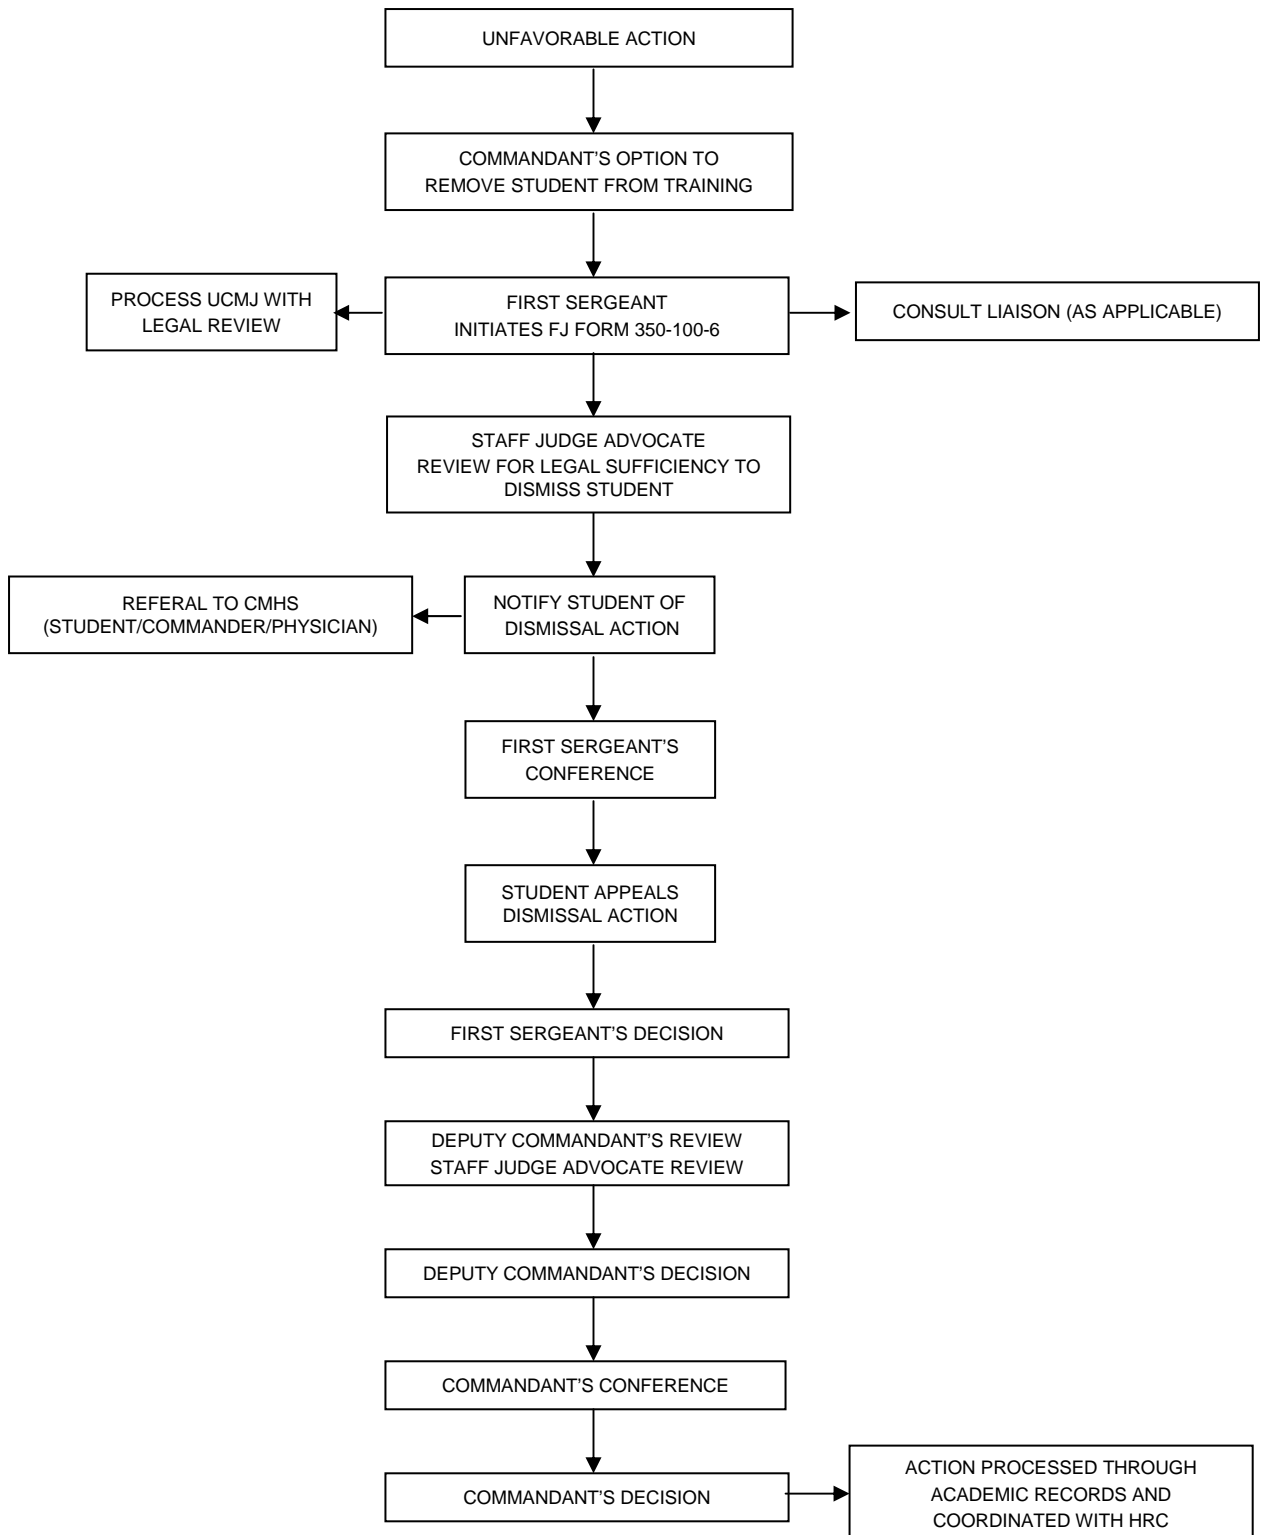 UNFAVORABLE ACTION
COMMANDANT’S OPTION TO
REMOVE STUDENT FROM TRAINING
PROCESS UCMJ WITH
LEGAL REVIEW
FIRST SERGEANT
INITIATES FJ FORM 350-100-6
CONSULT LIAISON (AS APPLICABLE)
STAFF JUDGE ADVOCATE
REVIEW FOR LEGAL SUFFICIENCY TO
DISMISS STUDENT
REFERAL TO CMHS
(STUDENT/COMMANDER/PHYSICIAN)
NOTIFY STUDENT OF
DISMISSAL ACTION
FIRST SERGEANT’S
CONFERENCE
STUDENT APPEALS
DISMISSAL ACTION
FIRST SERGEANT’S DECISION
DEPUTY COMMANDANT’S REVIEW
STAFF JUDGE ADVOCATE REVIEW
DEPUTY COMMANDANT’S DECISION
COMMANDANT’S CONFERENCE
COMMANDANT’S DECISION
ACTION PROCESSED THROUGH
ACADEMIC RECORDS AND
COORDINATED WITH HRC